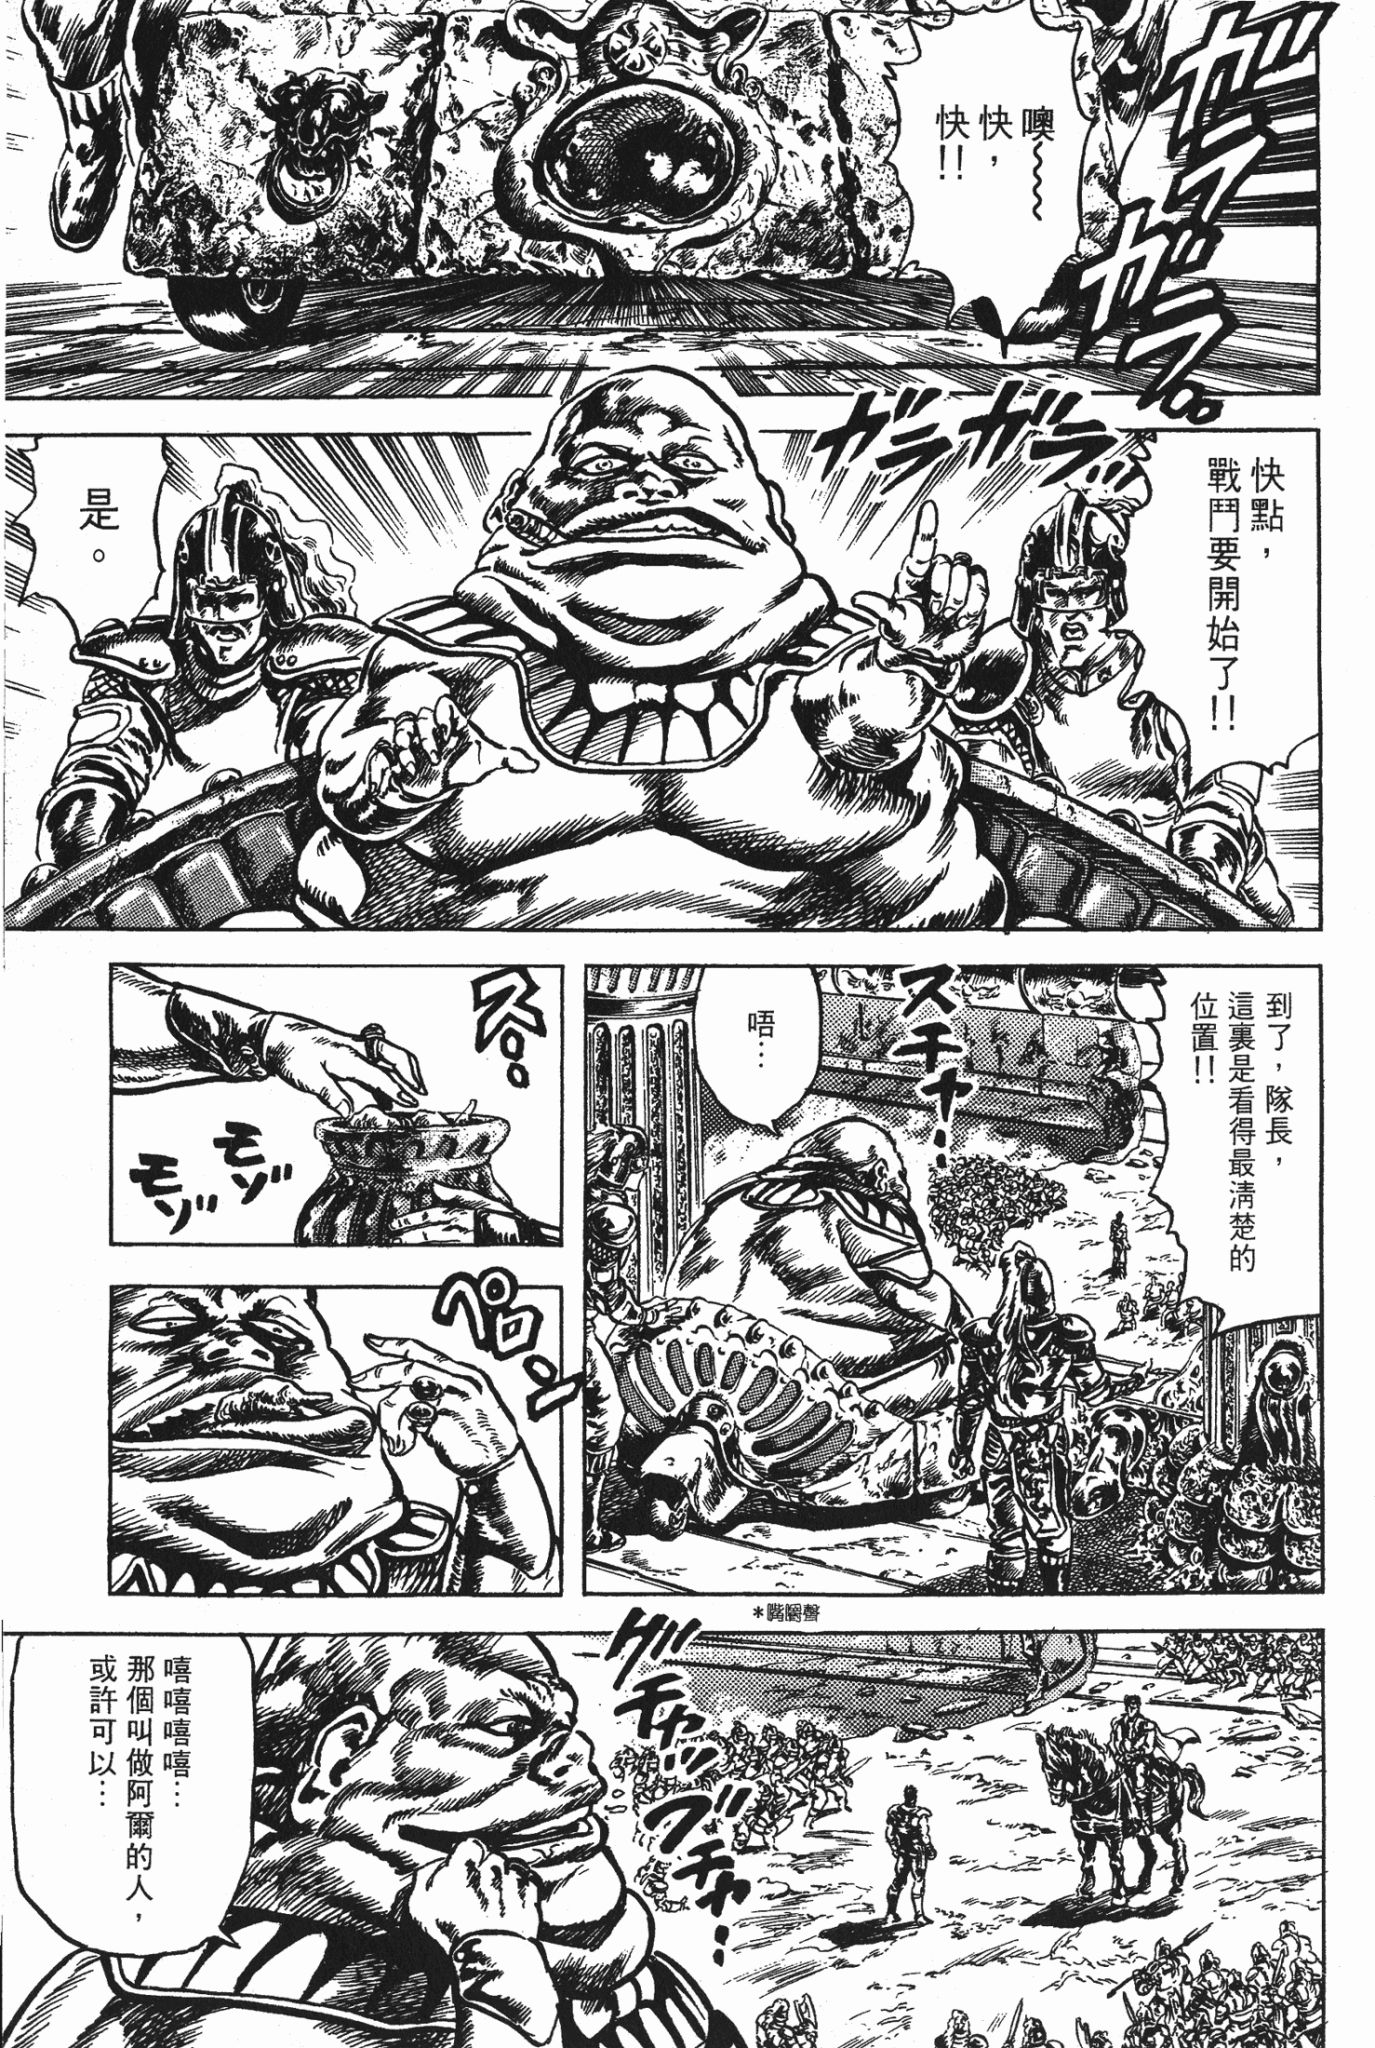 ガラ
ガラ。
噢~~
快，
快!!
ガラガラッ
快點，
戰鬥要開始了!!
是。
到了，隊長，
這裏是看得最清楚的
位置!!
スチャ…
唔…
ス。
モゾ
モゾ
ペロン
*嘴嚼聲
グチャッ
ブチャ…
嘻嘻嘻嘻…
那個叫做阿爾的人，
或許可以…